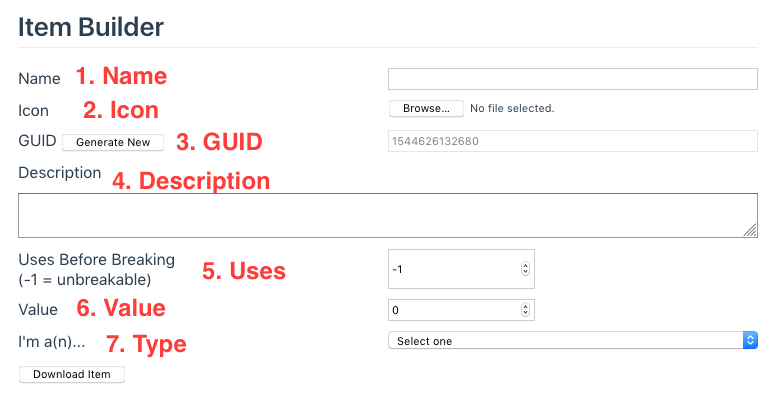 Item Builder
Name 1. Name
Icon 2. Icon Browse... No file selected.
GUID Generate New 3. GUID 1544626132680
Description 4. Description
Uses Before Breaking
(-1 = unbreakable) 5. Uses -1
Value 6. Value 0
I'm a(n)... 7. Type Select one
Download Item